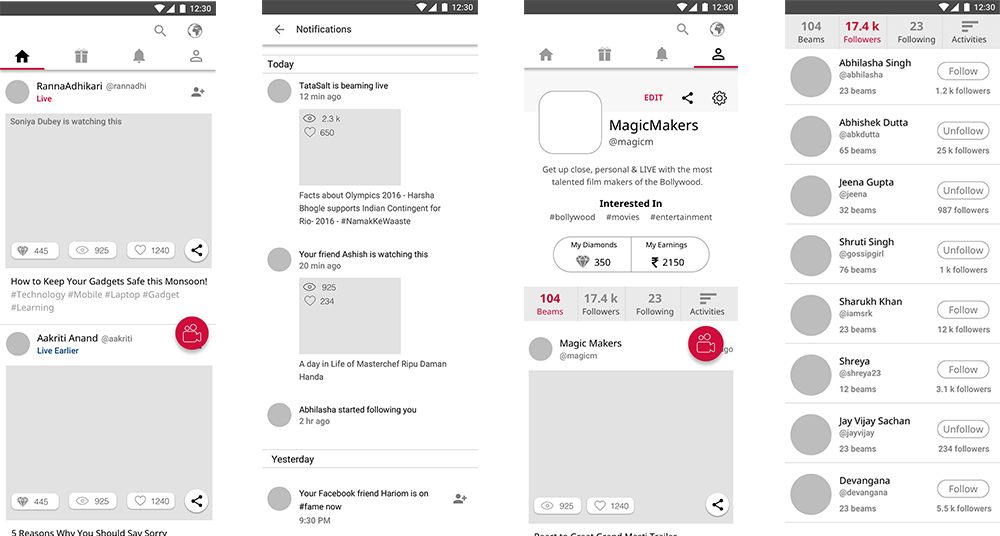 12:30
RannaAdhikari @rannadhi
Live
Soniya Dubey is watching this
445 925 1240
How to Keep Your Gadgets Safe this Monsoon!
#Technology #Mobile #Laptop #Gadget
#Learning
Aakriti Anand @aakriti
Live Earlier
445 925 1240
5 Reasons Why You Should Say Sorry
12:30
Notifications
Today
TataSalt is beaming live
12 min ago
2.3 k
650
Facts about Olympics 2016 - Harsha
Bhogle supports Indian Contingent for
Rio- 2016 - #NamakKeWaaste
Your friend Ashish is watching this
20 min ago
925
234
A day in Life of Masterchef Ripu Daman
Handa
Abhilasha started following you
2 hr ago
Yesterday
Your Facebook friend Hariom is on
#fame now
9:30 PM
12:30
EDIT
MagicMakers
@magicm
Get up close, personal & LIVE with the most
talented film makers of the Bollywood.
Interested In
#bollywood #movies #entertainment
My Diamonds My Earnings
350 ₹ 2150
104 17.4 k 23
Beams Followers Following Activities
Magic Makers
@magicm ago
925 1240
React to Great Grand Masti Trailer
12:30
104 17.4 k 23
Beams Followers Following Activities
Abhilasha Singh
@abhilasha Follow
23 beams 1.2 k followers
Abhishek Dutta
@abkdutta Unfollow
65 beams 25 k followers
Jeena Gupta
@jeena Unfollow
32 beams 987 followers
Shruti Singh
@gossipgirl Unfollow
76 beams 1 k followers
Sharukh Khan
@iamsrk Follow
23 beams 12 k followers
Shreya
@shreya23 Follow
12 beams 3.1 k followers
Jay Vijay Sachan
@jayvijay Unfollow
23 beams 234 followers
Devangana
@devangana Follow
23 beams 5.5 k followers